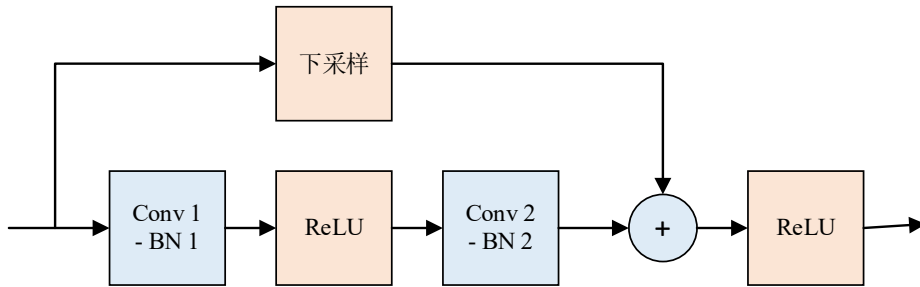 下采样
Conv 1
- BN 1
ReLU
Conv 2
- BN 2
+
ReLU